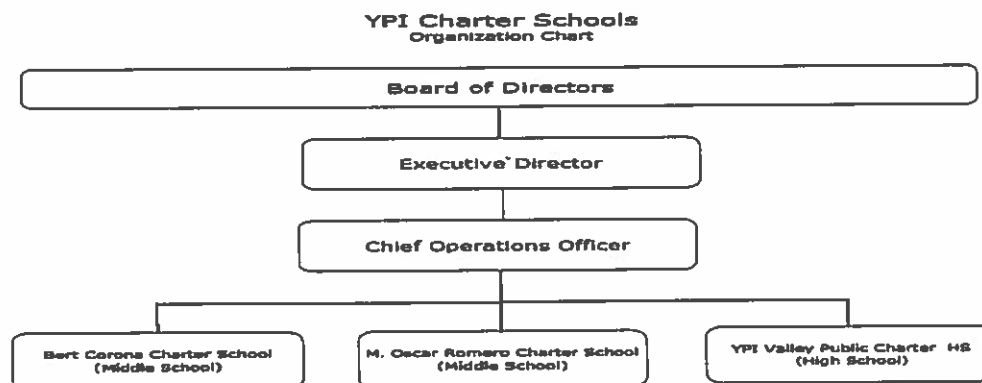 YPI Charter Schools
Organization Chart
Board of Directors
Executive Director
Chief Operations Officer
Bert Corona Charter School
(Middle School)
M. Oscar Romero Charter School
(Middle School)
YPI Valley Public Charter HS
(High School)